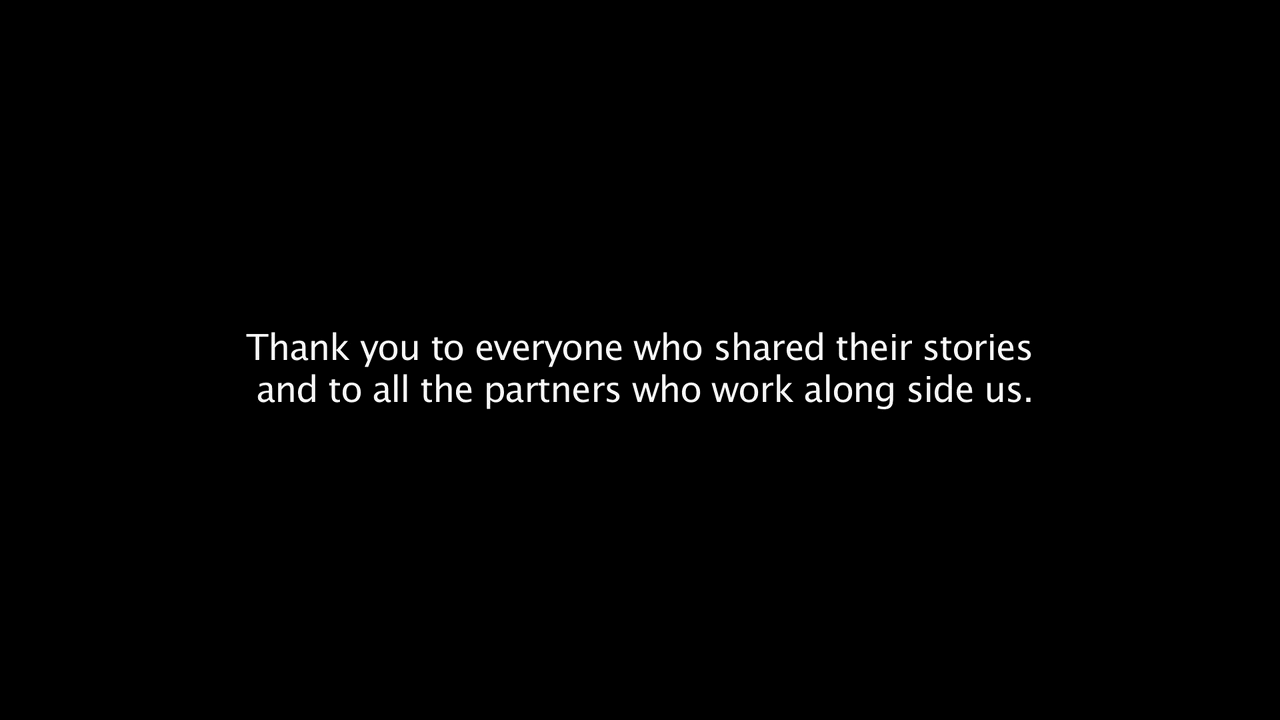 Thank you to everyone who shared their stories
and to all the partners who work along side us.